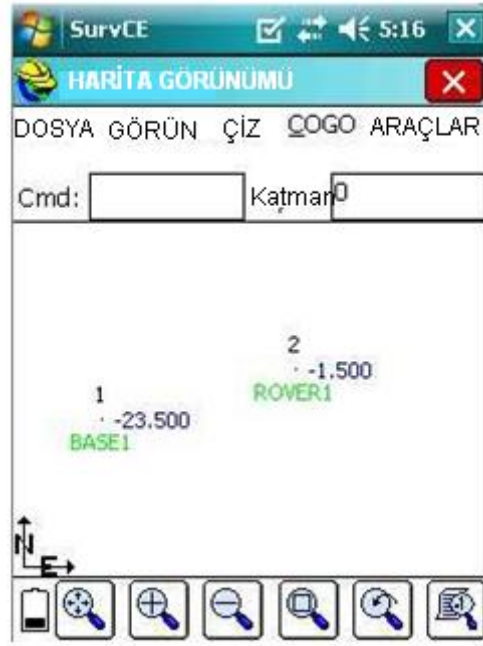 SurvCE 5:16
HARİTA GÖRÜNÜMÜ
DOSYA GÖRÜN ÇİZ COGO ARAÇLAR
Cmd: Katman 0
2
-1.500
ROVER1
1
-23.500
BASE1
N
E